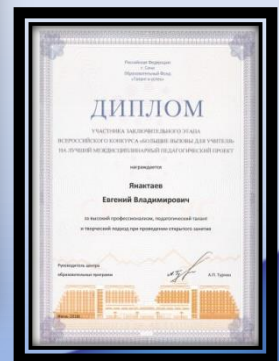 Российская Федерация
г. Сочи
Образовательный Фонд
«Талант и успех»
ДИПЛОМ
УЧАСТНИКА ЗАКЛЮЧИТЕЛЬНОГО ЭТАПА
ВСЕРОССИЙСКОГО КОНКУРСА «БОЛЬШИЕ ВЫЗОВЫ ДЛЯ УЧИТЕЛЯ»
НА ЛУЧШИЙ МЕЖДИСЦИПЛИНАРНЫЙ ПЕДАГОГИЧЕСКИЙ ПРОЕКТ
награждается
Янактаев
Евгений Владимирович
за высокий профессионализм, педагогический талант
и творческий подход при проведении открытого занятия
Руководитель центра
образовательных программ